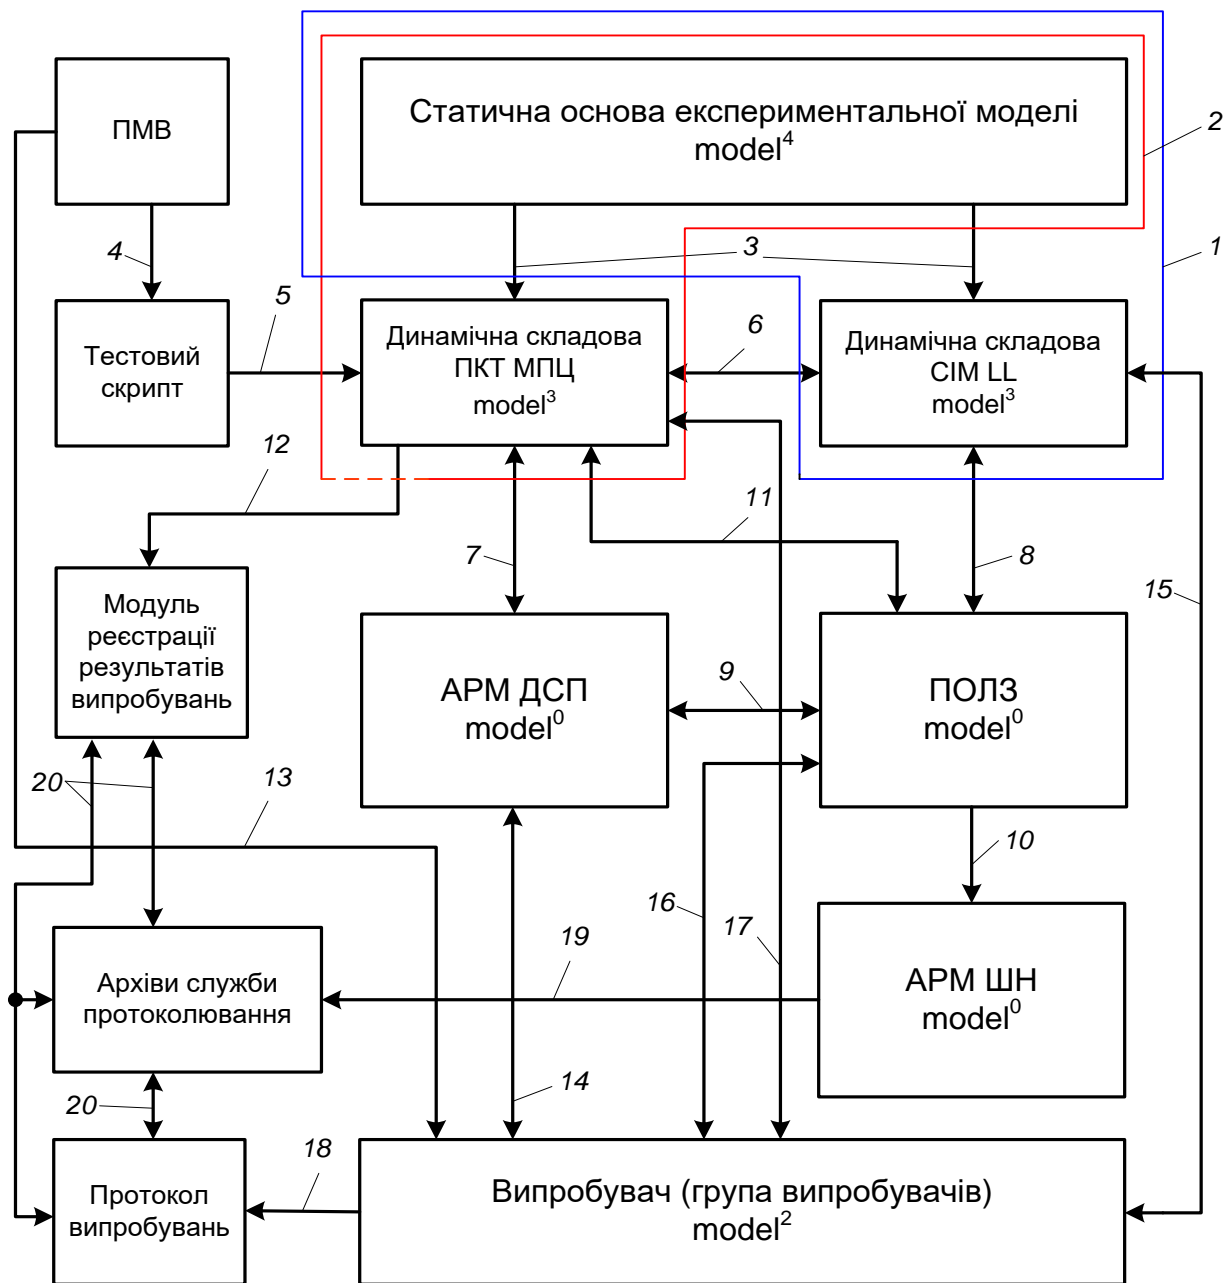 ПМВ
Статична основа експериментальної моделі
model⁴
2
4
3
1
5
Тестовий
скрипт
Динамічна складова
ПКТ МПЦ
model³
6
Динамічна складова
СІМ LL
model³
12
11
7
8
15
Модуль
реєстрації
результатів
випробувань
АРМ ДСП
model⁰
9
ПОЛЗ
model⁰
20
13
10
16
17
19
Архіви служби
протоколювання
АРМ ШН
model⁰
14
20
18
Протокол
випробувань
Випробувач (група випробувачів)
model²